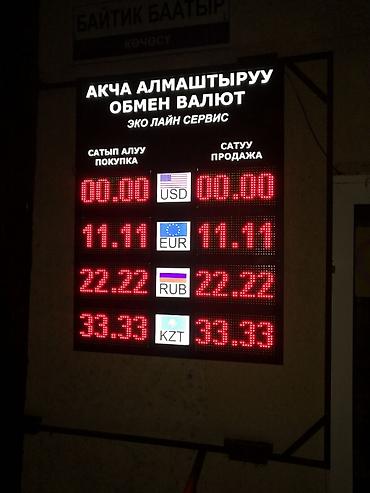 БАЙТИК БААТЫР
КӨЧӨСҮ
АКЧА АЛМАШТЫРУУ
ОБМЕН ВАЛЮТ
ЭКО ЛАЙН СЕРВИС
САТЫП АЛУУ САТУУ
ПОКУПКА ПРОДАЖА
00.00 USD 00.00
11.11 EUR 11.11
22.22 RUB 22.22
33.33 KZT 33.33